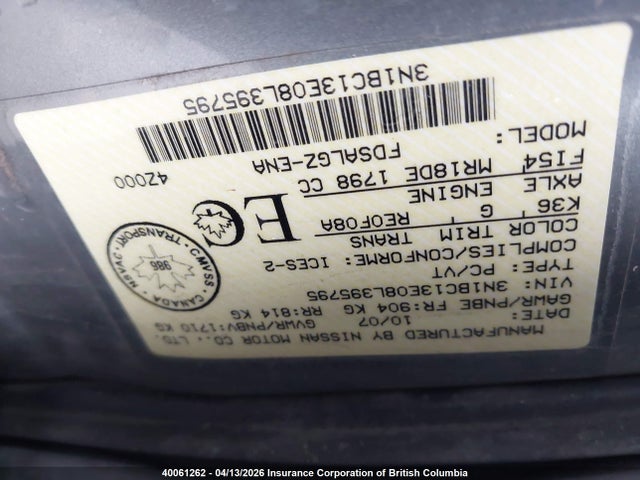 MANUFACTURED BY NISSAN MOTOR CO., LTD.
DATE: 10/07 GVWR/PNBV:1710 KG
GAWR/PNBE FR:904 KG RR:814 KG
VIN: 3N1BC13E08L395795
TYPE: PC/VT
COMPLIES/CONFORME: ICES-2
COLOR TRIM TRANS
K36 G RE0F08A
AXLE ENGINE
FI54 MR18DE 1798 CC
MODEL: FDSALGZ-ENA
EC
42000
TRANSPORT
CMVSS
CANADA
NSVAC
986
3N1BC13E08L395795
40061262 - 04/13/2026 Insurance Corporation of British Columbia